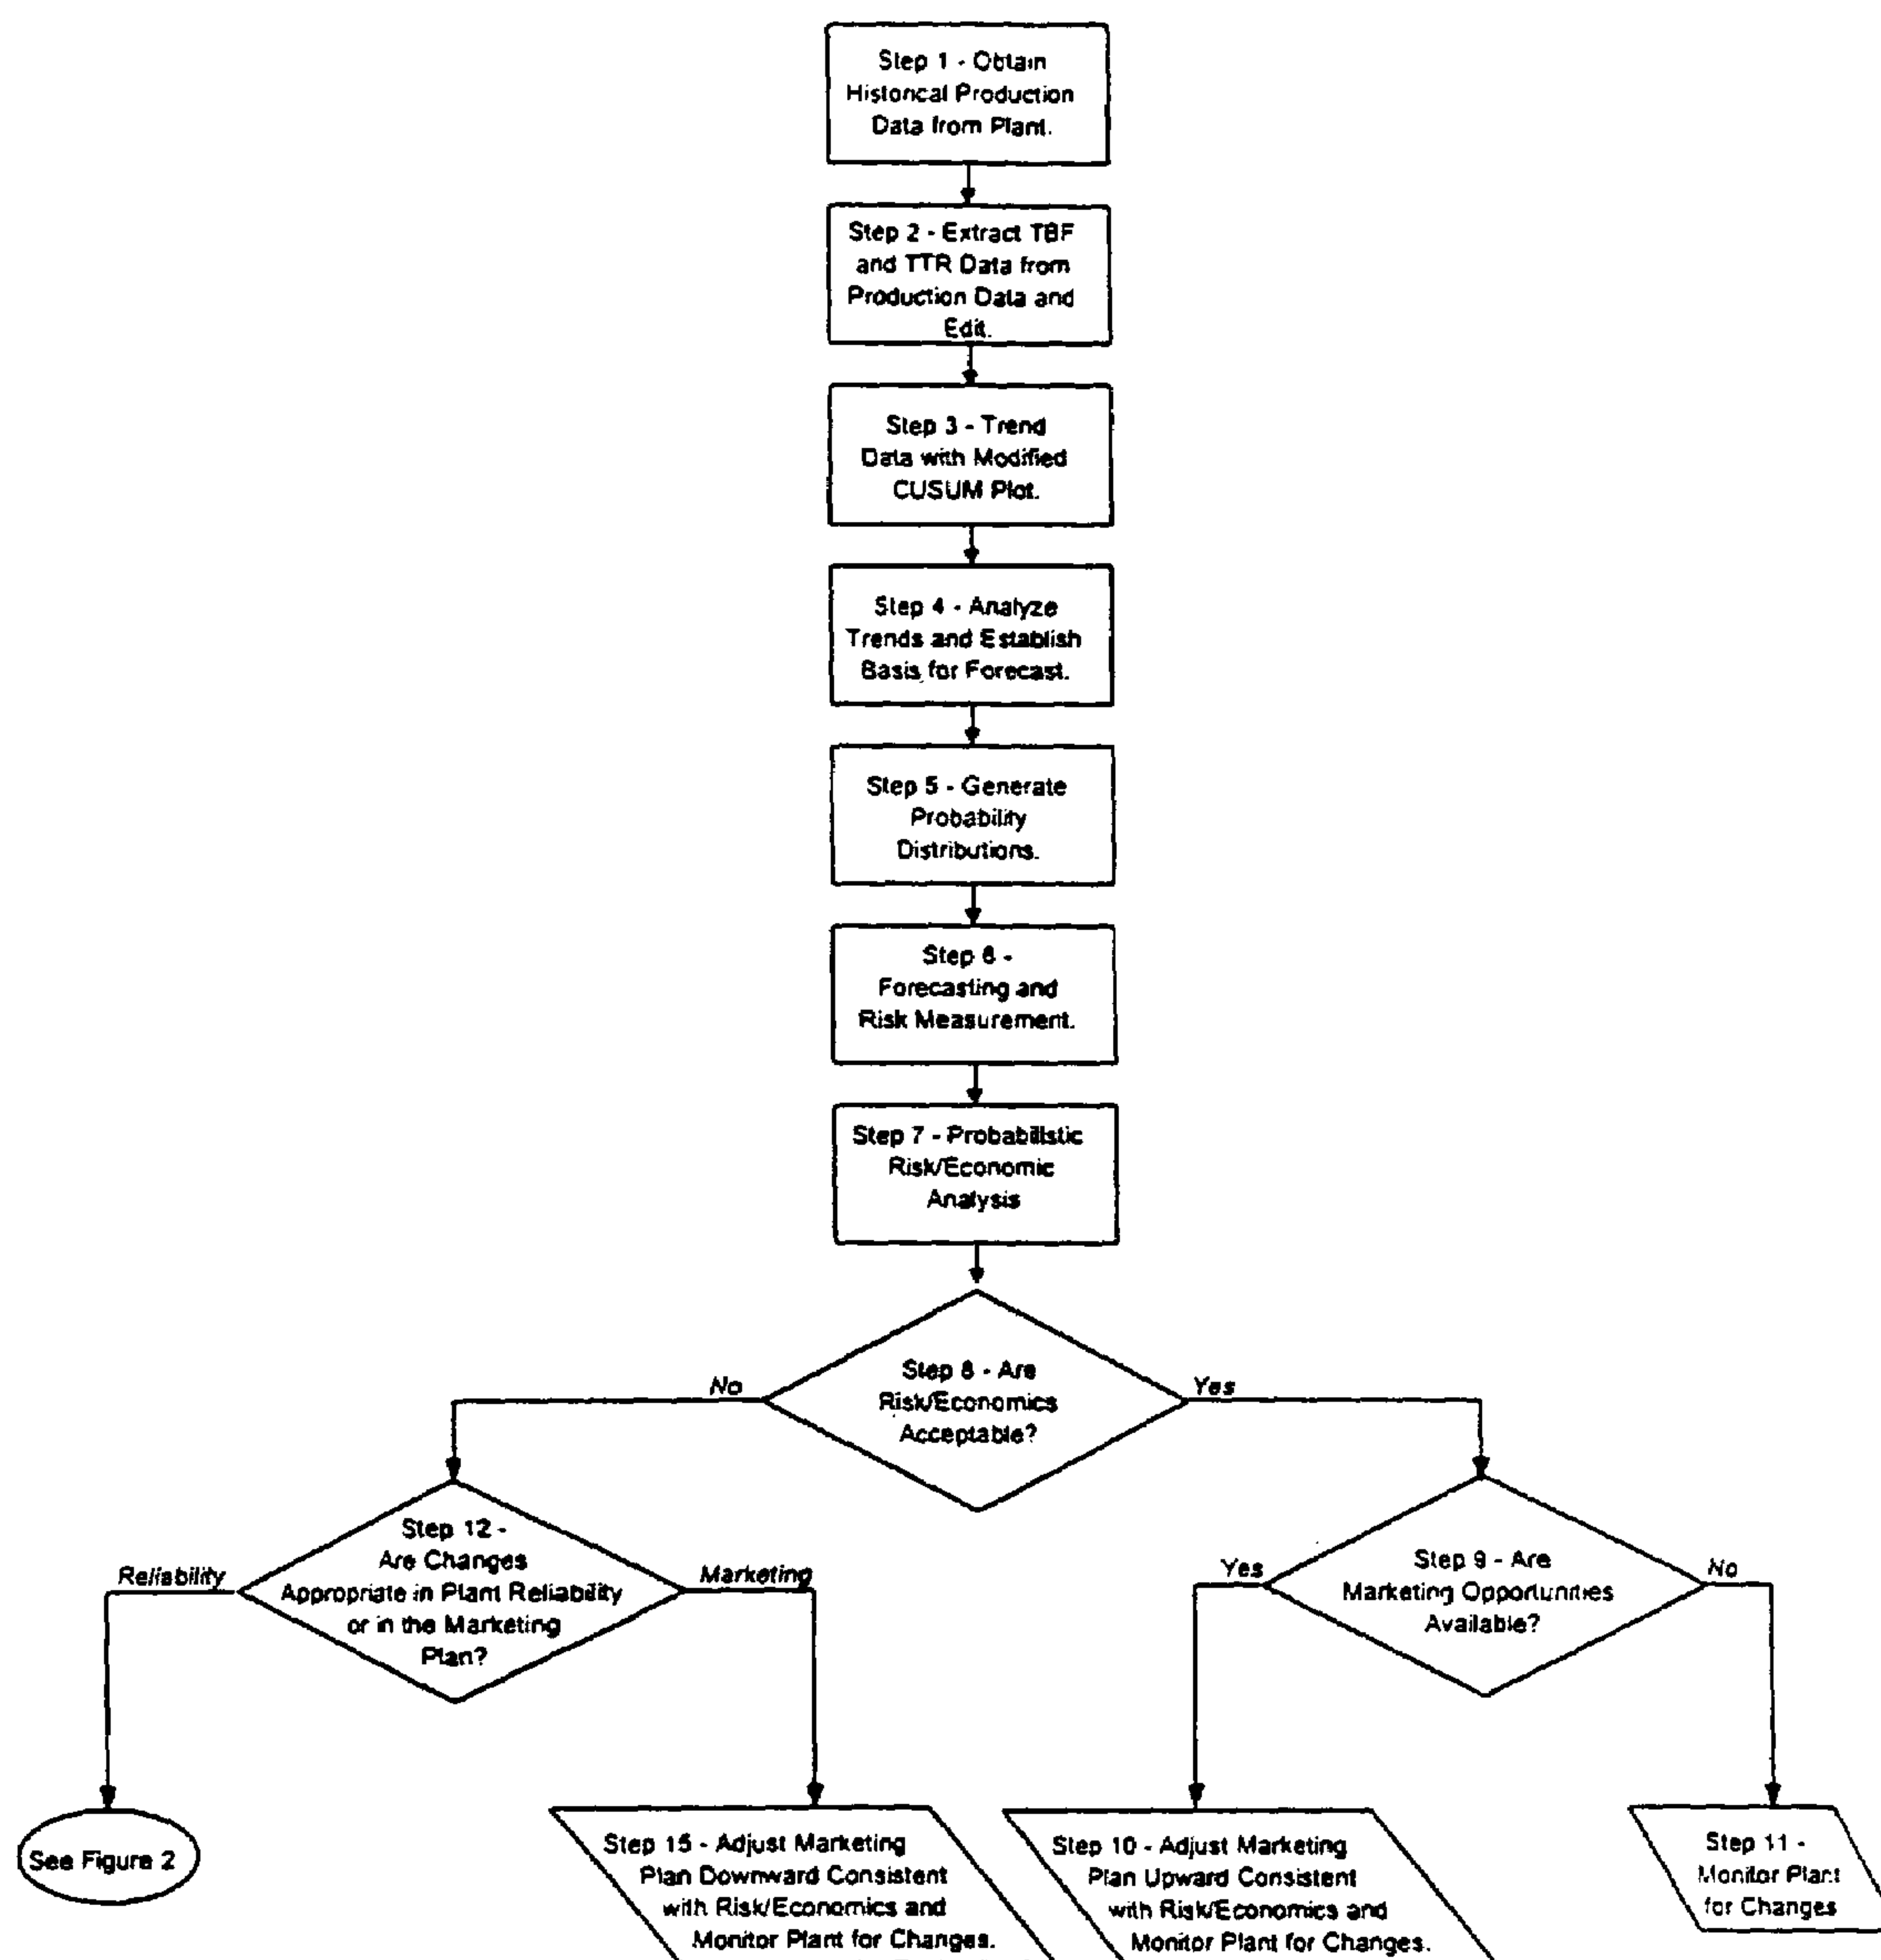 Step 1 - Obtain
Historical Production
Data from Plant.
Step 2 - Extract TBF
and TTR Data from
Production Data and
Edit.
Step 3 - Trend
Data with Modified
CUSUM Plot.
Step 4 - Analyze
Trends and Establish
Basis for Forecast.
Step 5 - Generate
Probability
Distributions.
Step 6 -
Forecasting and
Risk Measurement.
Step 7 - Probabilistic
Risk/Economic
Analysis
Step 8 - Are
Risk/Economics
Acceptable?
No
Yes
Step 12 -
Are Changes
Appropriate in Plant Reliability
or in the Marketing
Plan?
Reliability
Marketing
Step 9 - Are
Marketing Opportunities
Available?
Yes
No
See Figure 2
Step 15 - Adjust Marketing
Plan Downward Consistent
with Risk/Economics and
Monitor Plant for Changes.
Step 10 - Adjust Marketing
Plan Upward Consistent
with Risk/Economics and
Monitor Plant for Changes.
Step 11 -
Monitor Plant
for Changes